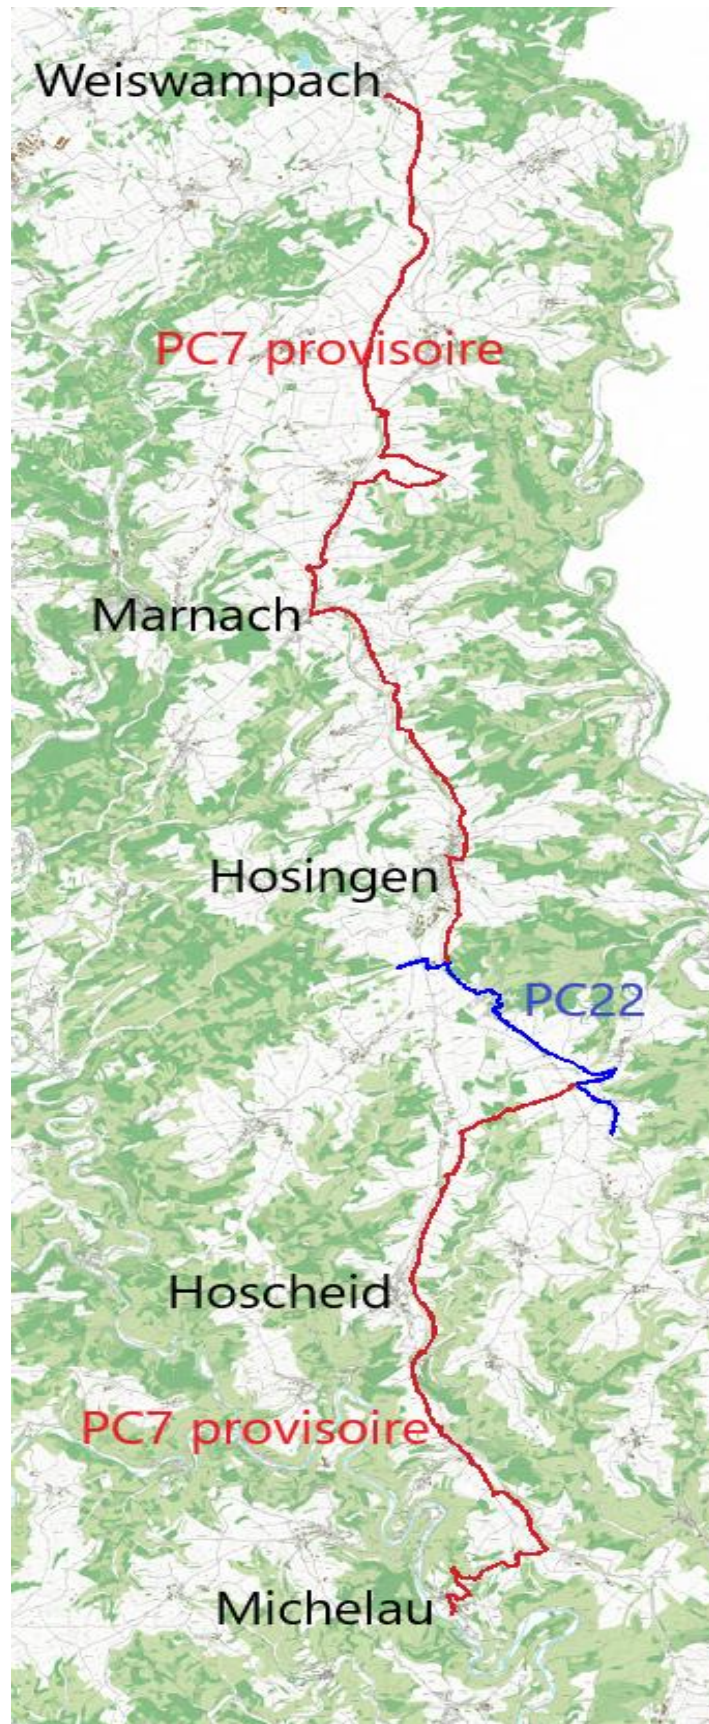 Weiswampach
PC7 provisoire
Marnach
Hosingen
PC22
Hoscheid
PC7 provisoire
Michelau